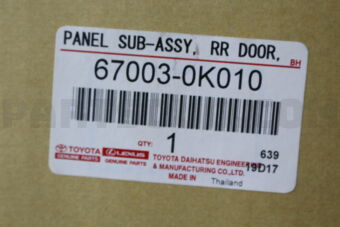 PANEL SUB-ASSY, RR DOOR,
BH
67003-0K010
QTY: 1
639
19D17
TOYOTA
GENUINE PARTS
LEXUS
GENUINE PARTS
TOYOTA DAIHATSU ENGINEERING
& MANUFACTURING CO.,LTD.
MADE IN Thailand